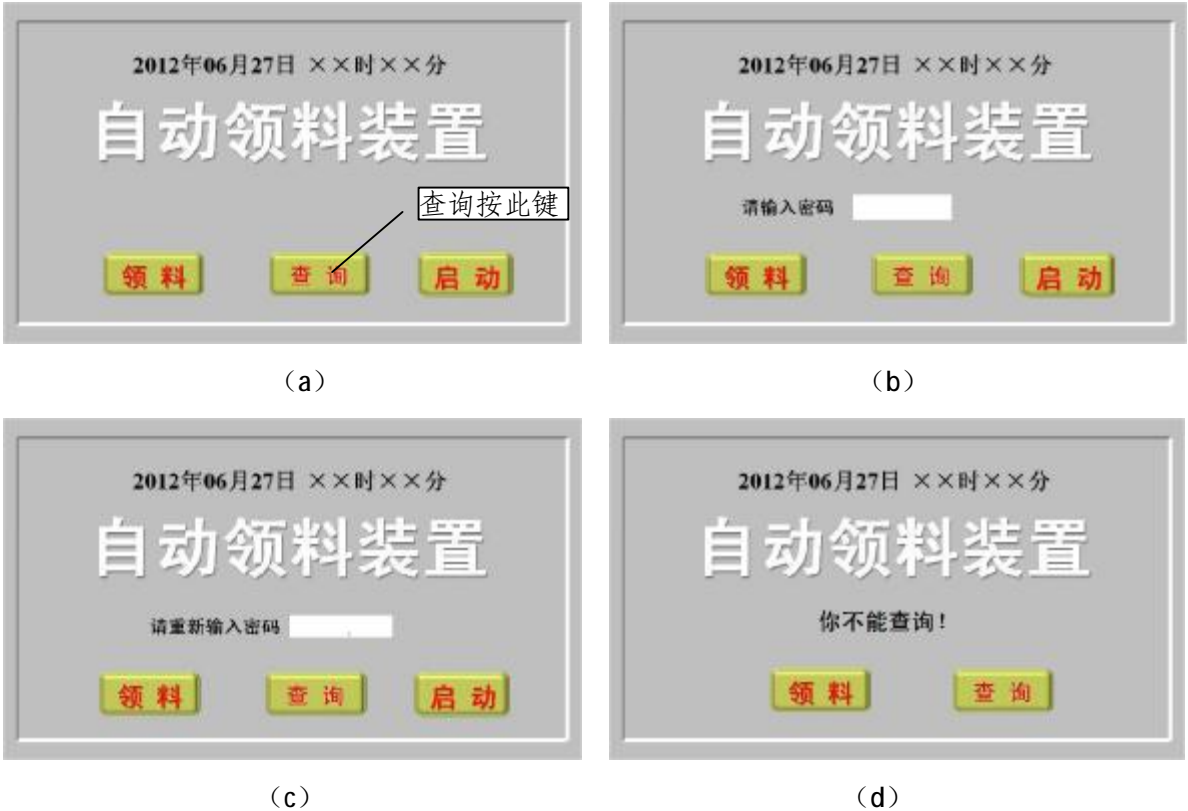 2012年06月27日 ××时××分
自动领料装置
查询按此键
领 料 查 询 启 动
(a)
2012年06月27日 ××时××分
自动领料装置
请输入密码
领 料 查 询 启 动
(b)
2012年06月27日 ××时××分
自动领料装置
请重新输入密码
领 料 查 询 启 动
(c)
2012年06月27日 ××时××分
自动领料装置
你不能查询!
领 料 查 询
(d)